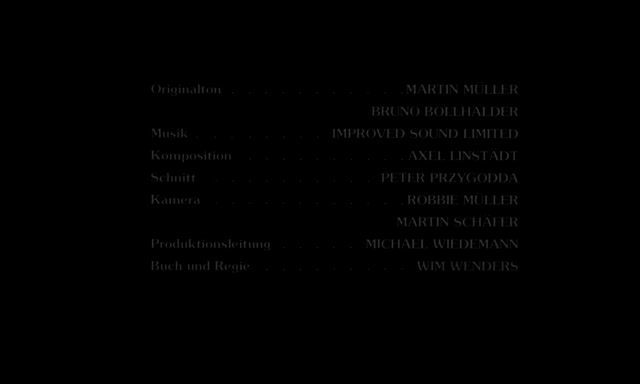 Originalton . . . . . . . . . . . MARTIN MÜLLER
BRUNO BOLLHALDER
Musik . . . . . . . . IMPROVED SOUND LIMITED
Komposition . . . . . . . . . . AXEL LINSTÄDT
Schnitt . . . . . . . . . . PETER PRZYGODDA
Kamera . . . . . . . . . . . ROBBIE MÜLLER
MARTIN SCHÄFER
Produktionsleitung . . . . . MICHAEL WIEDEMANN
Buch und Regie . . . . . . . . . WIM WENDERS